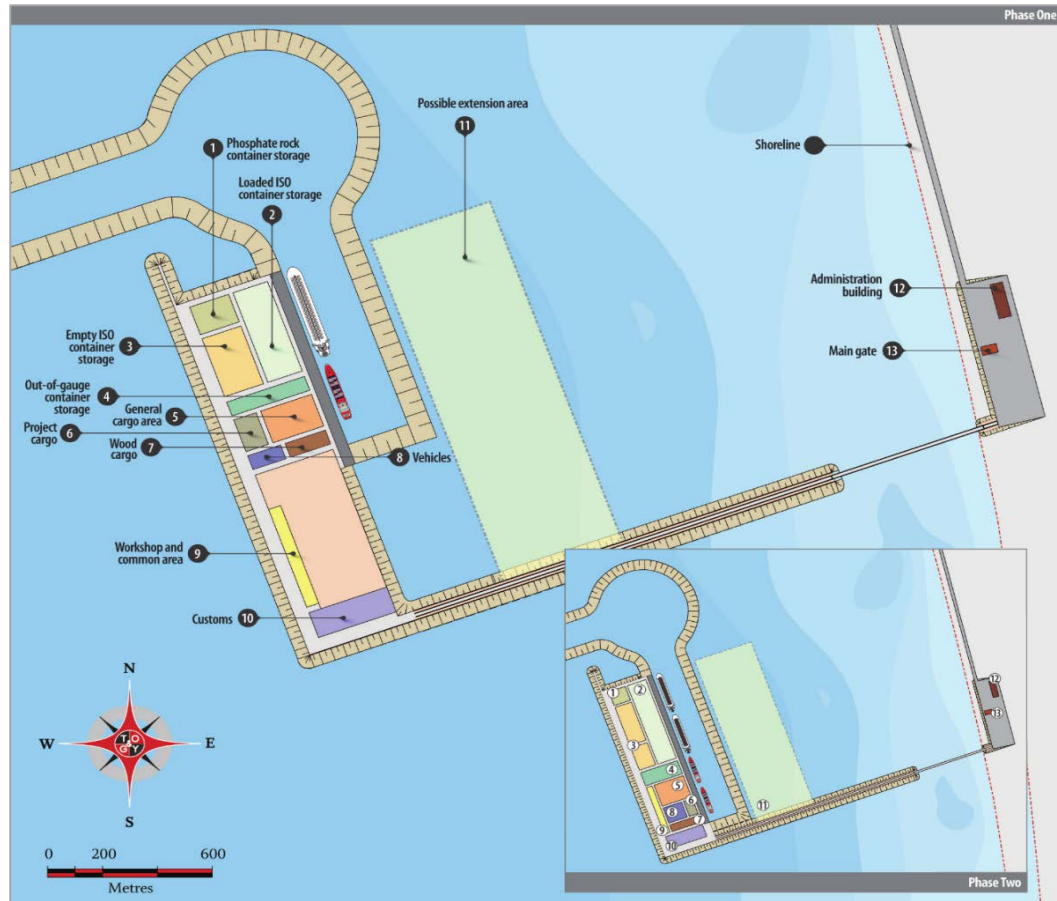 Phase One
Possible extension area
11
1
Phosphate rock
container storage
Shoreline
Loaded ISO
container storage
2
Administration
building
12
Empty ISO
container
storage
3
Main gate
13
Out-of-gauge
container
storage
4
General
cargo area
5
Project
cargo
6
Wood
cargo
7
8
Vehicles
Workshop and
common area
9
Customs
10
N
W
E
S
T O
G Y
0 200 600
Metres
1
2
3
4
5
6
7
8
9
10
11
12
13
Phase Two